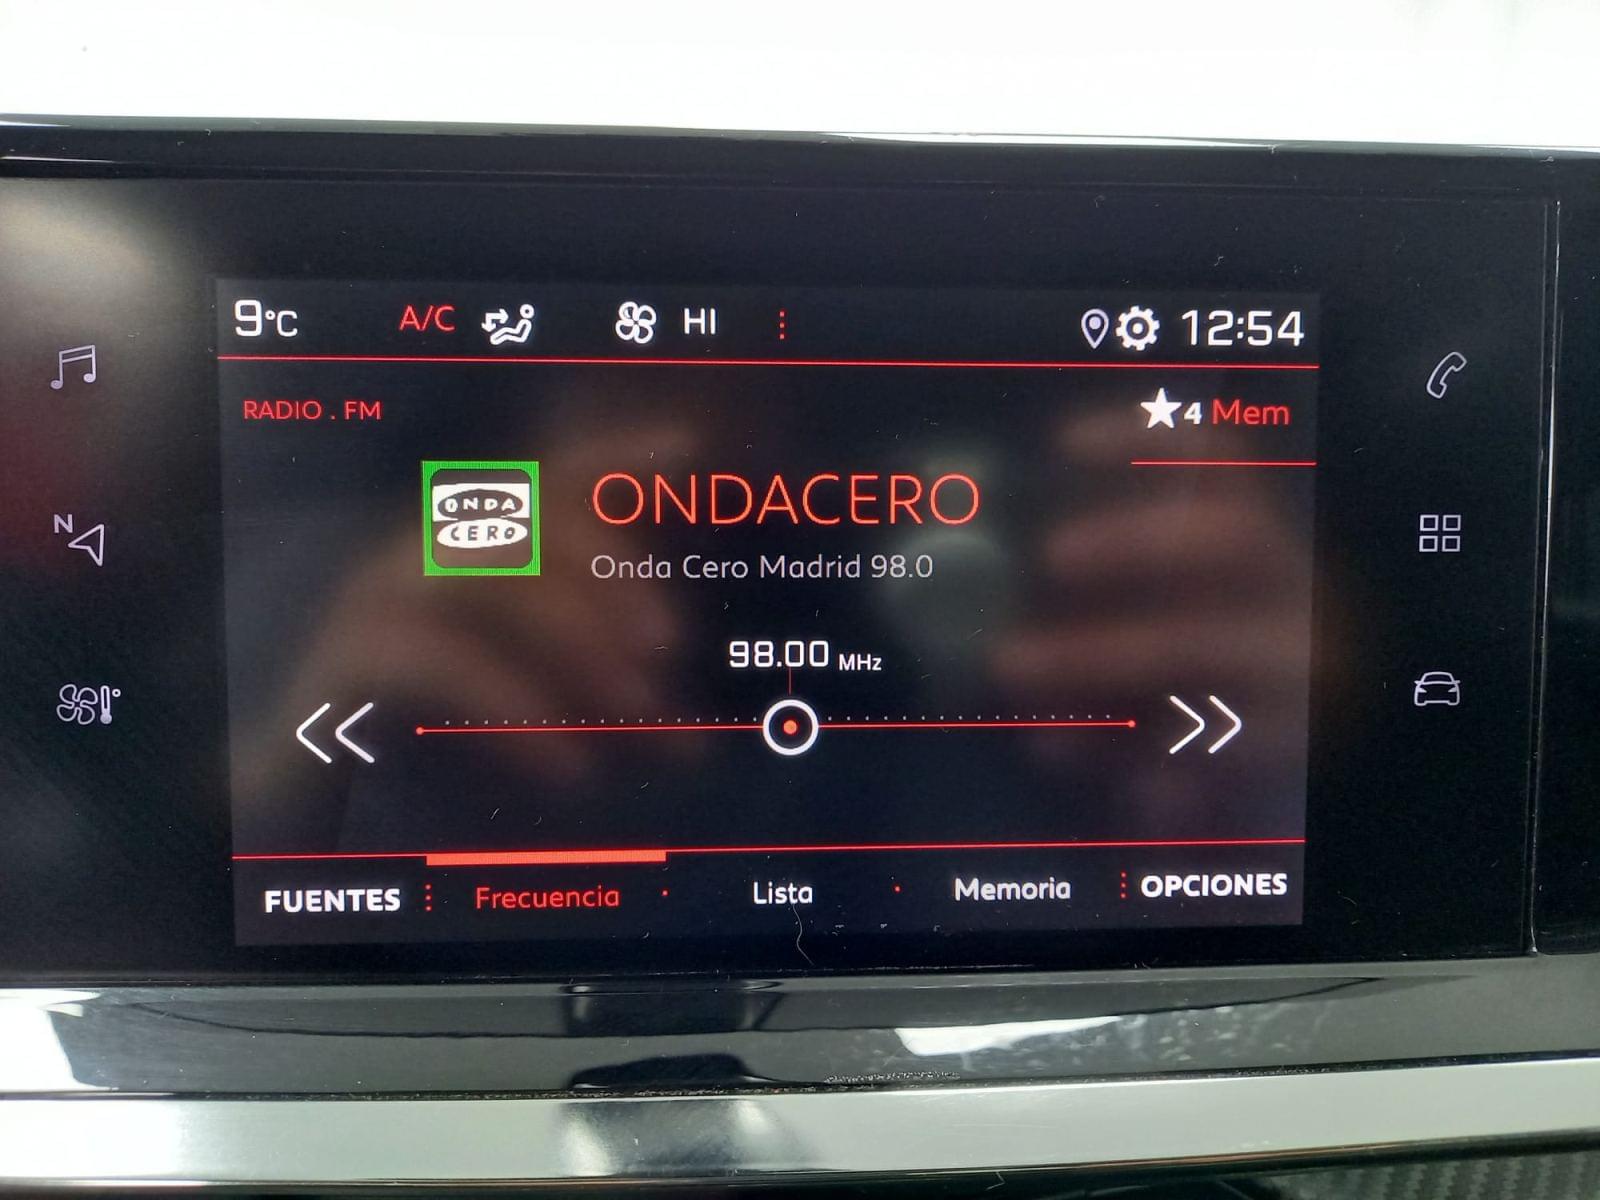 9°C A/C HI 12:54
RADIO . FM
★4 Mem
ONDA
CERO
ONDACERO
Onda Cero Madrid 98.0
98.00 MHz
N
FUENTES Frecuencia Lista Memoria OPCIONES